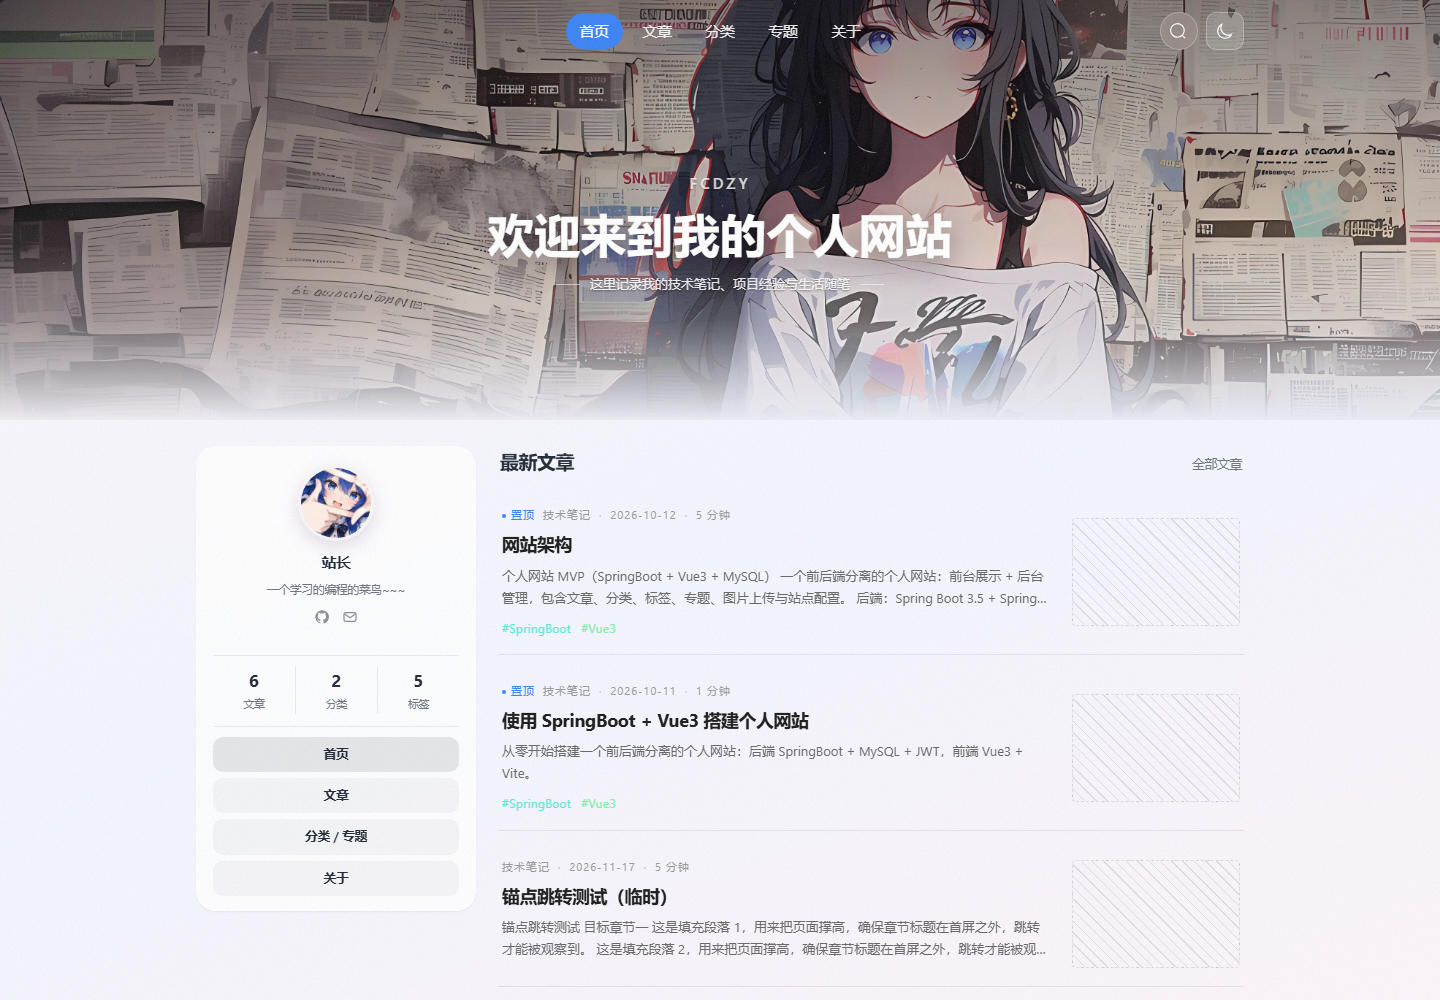 首页
文章
分类
专题
关于
FCDZY
欢迎来到我的个人网站
这里记录我的技术笔记、项目经验与生活随笔
站长
一个学习的编程的菜鸟~~~
6
文章
2
分类
5
标签
首页
文章
分类 / 专题
关于
最新文章
全部文章
置顶 技术笔记 · 2026-10-12 · 5 分钟
网站架构
个人网站 MVP（SpringBoot + Vue3 + MySQL） 一个前后端分离的个人网站：前台展示 + 后台
管理，包含文章、分类、标签、专题、图片上传与站点配置。 后端：Spring Boot 3.5 + Spring...
#SpringBoot #Vue3
置顶 技术笔记 · 2026-10-11 · 1 分钟
使用 SpringBoot + Vue3 搭建个人网站
从零开始搭建一个前后端分离的个人网站：后端 SpringBoot + MySQL + JWT，前端 Vue3 +
Vite。
#SpringBoot #Vue3
技术笔记 · 2026-11-17 · 5 分钟
锚点跳转测试（临时）
锚点跳转测试 目标章节一 这是填充段落 1，用来把页面撑高，确保章节标题在首屏之外，跳转
才能被观察到。 这是填充段落 2，用来把页面撑高，确保章节标题在首屏之外，跳转才能被观...